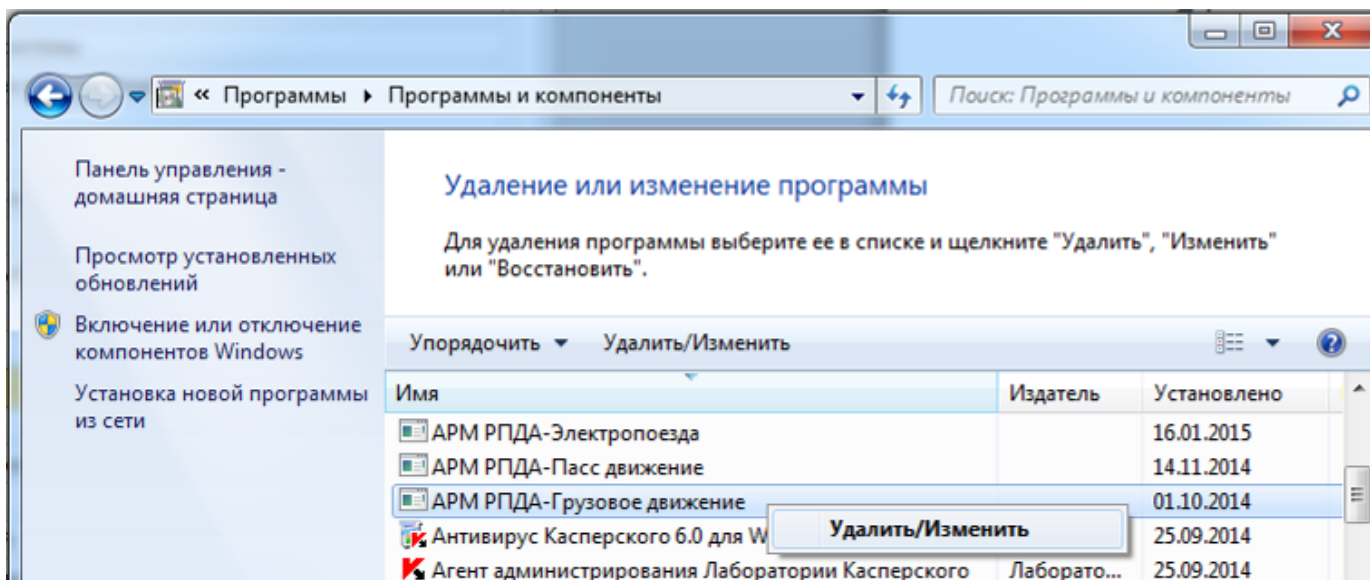 « Программы Программы и компоненты
Поиск: Программы и компоненты
Панель управления -
домашняя страница
Просмотр установленных
обновлений
Включение или отключение
компонентов Windows
Установка новой программы
из сети
Удаление или изменение программы
Для удаления программы выберите ее в списке и щелкните "Удалить", "Изменить"
или "Восстановить".
Упорядочить Удалить/Изменить
Имя Издатель Установлено
АРМ РПДА-Электропоезда 16.01.2015
АРМ РПДА-Пасс движение 14.11.2014
АРМ РПДА-Грузовое движение 01.10.2014
Удалить/Изменить
Антивирус Касперского 6.0 для W 25.09.2014
Агент администрирования Лаборатории Касперского Лаборато... 25.09.2014